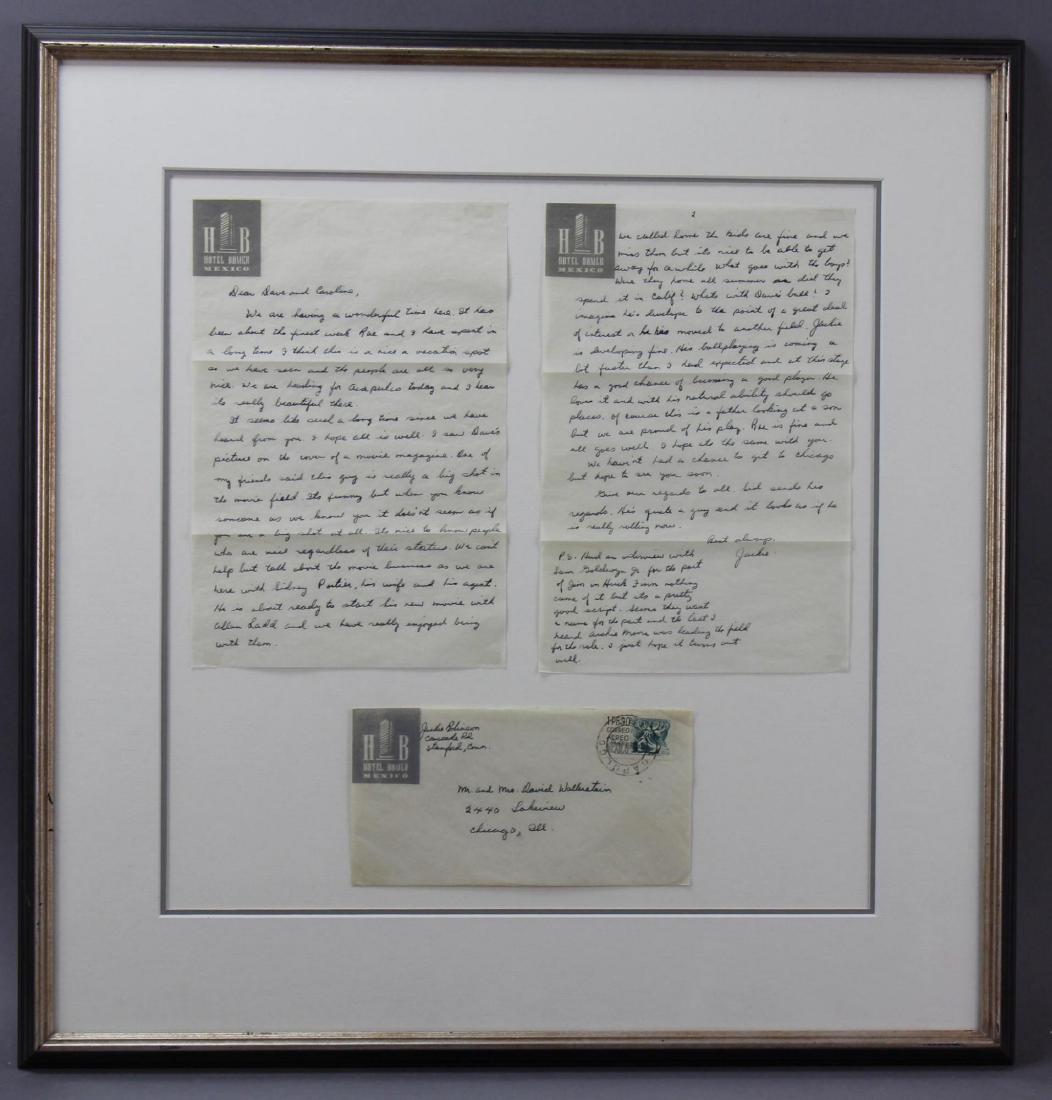 H B
HOTEL BAMER
MEXICO
Dear Dave and Caroline,
We are having a wonderful time here. It has
been about the finest week Rae and I have spent in
a long time I think this is a nice a vacation spot
as we have seen and the people are all so very
nice. We are heading for Acapulco today and I hear
its really beautiful there.
It seems like such a long time since we have
heard from you. I hope all is well. I saw Dave's
picture on the cover of a movie magazine. One of
my friends said this guy is really a big shot in
the movie field. Its funny but when you know
someone as we know you it does'nt seem as if
you are a big shot at all. Its nice to know people
who are nice regardless of their stature. We cant
help but talk about the movie business as we are
here with Sidney Portier, his wife and his agent.
He is about ready to start his new movie with
Allan Ladd and we have really enjoyed being
with them.
H B
HOTEL BAMER
MEXICO
2
We called home the kids are fine and we
miss them but its nice to be able to get
away for awhile. What goes with the boys?
Were they home all summer or did they
spend it in Calif? Whats with Dave's ball? I
imagine he's develope to the point of a great deal
of interest or he has moved to another field. Jackie
is developing fine. His ballplaying is coming a
bit faster than I had expected and at this stage
has a good chance of becoming a good player. He
loves it and with his natural ability should go
places. Of course this is a father looking at a son
but we are proud of his play. Rae is fine and
all goes well. I hope its the same with you.
We hav'nt had a chance to get to Chicago
but hope to see you soon.
Give our regards to all. Sid sends his
regards. He's quite a guy and it looks as if he
is really rolling now.
Best always,
Jackie.
P.S. Had an interview with
Sam Goldwyn Jr for the part
of Jim in Huck Finn nothing
came of it but its a pretty
good script. Seems they want
a name for the part and the last I
heard Archie Moore was leading the field
for the role. I just hope it turns out
well.
H B
HOTEL BAMER
MEXICO
Jackie Robinson
Cascade Rd
Stamford, Conn.
CORREO
AEREO
Mr. and Mrs. David Wallerstein
2440 Lakeview
Chicago, Ill.